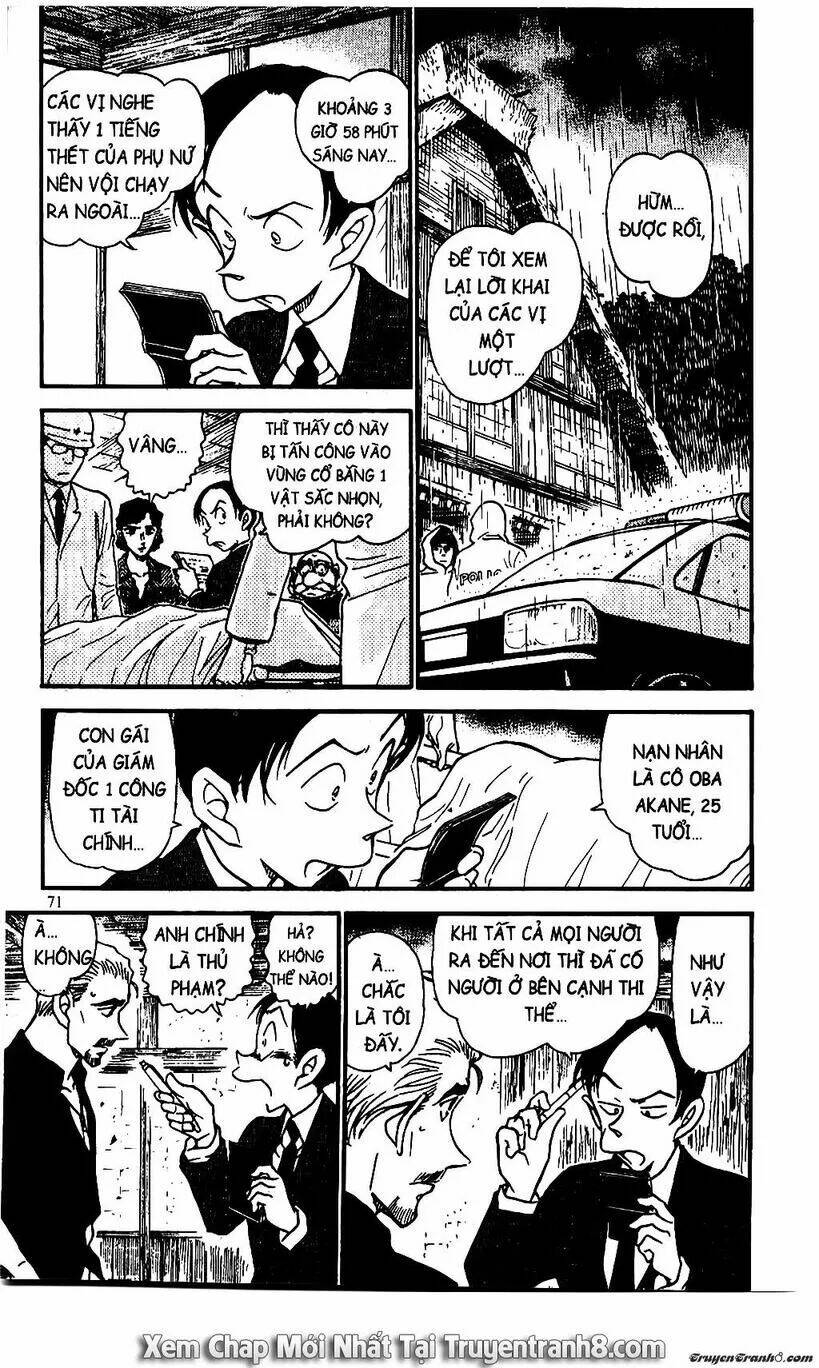 HỪM...
ĐƯỢC RỒI,
ĐỂ TÔI XEM
LẠI LỜI KHAI
CỦA CÁC VỊ
MỘT
LƯỢT...
POLIC
KHOẢNG 3
GIỜ 58 PHÚT
SÁNG NAY...
CÁC VỊ NGHE
THẤY 1 TIẾNG
THÉT CỦA PHỤ NỮ
NÊN VỘI CHẠY
RA NGOÀI...
THÌ THẤY CÔ NÀY
BỊ TẤN CÔNG VÀO
VÙNG CỔ BẰNG 1
VẬT SẮC NHỌN,
PHẢI KHÔNG?
VÂNG...
NẠN NHÂN
LÀ CÔ OBA
AKANE, 25
TUỔI...
CON GÁI
CỦA GIÁM
ĐỐC 1 CÔNG
TI TÀI
CHÍNH...
71
NHƯ
VẬY
LÀ...
KHI TẤT CẢ MỌI NGƯỜI
RA ĐẾN NƠI THÌ ĐÃ CÓ
NGƯỜI Ở BÊN CẠNH THI
THỂ...
À...
CHẮC
LÀ TÔI
ĐẤY.
HẢ?
KHÔNG
THỂ NÀO!
ANH CHÍNH
LÀ THỦ
PHẠM?
À...
KHÔNG
Xem Chap Mới Nhất Tại Truyentranh8.com
TruyenTranh8.com